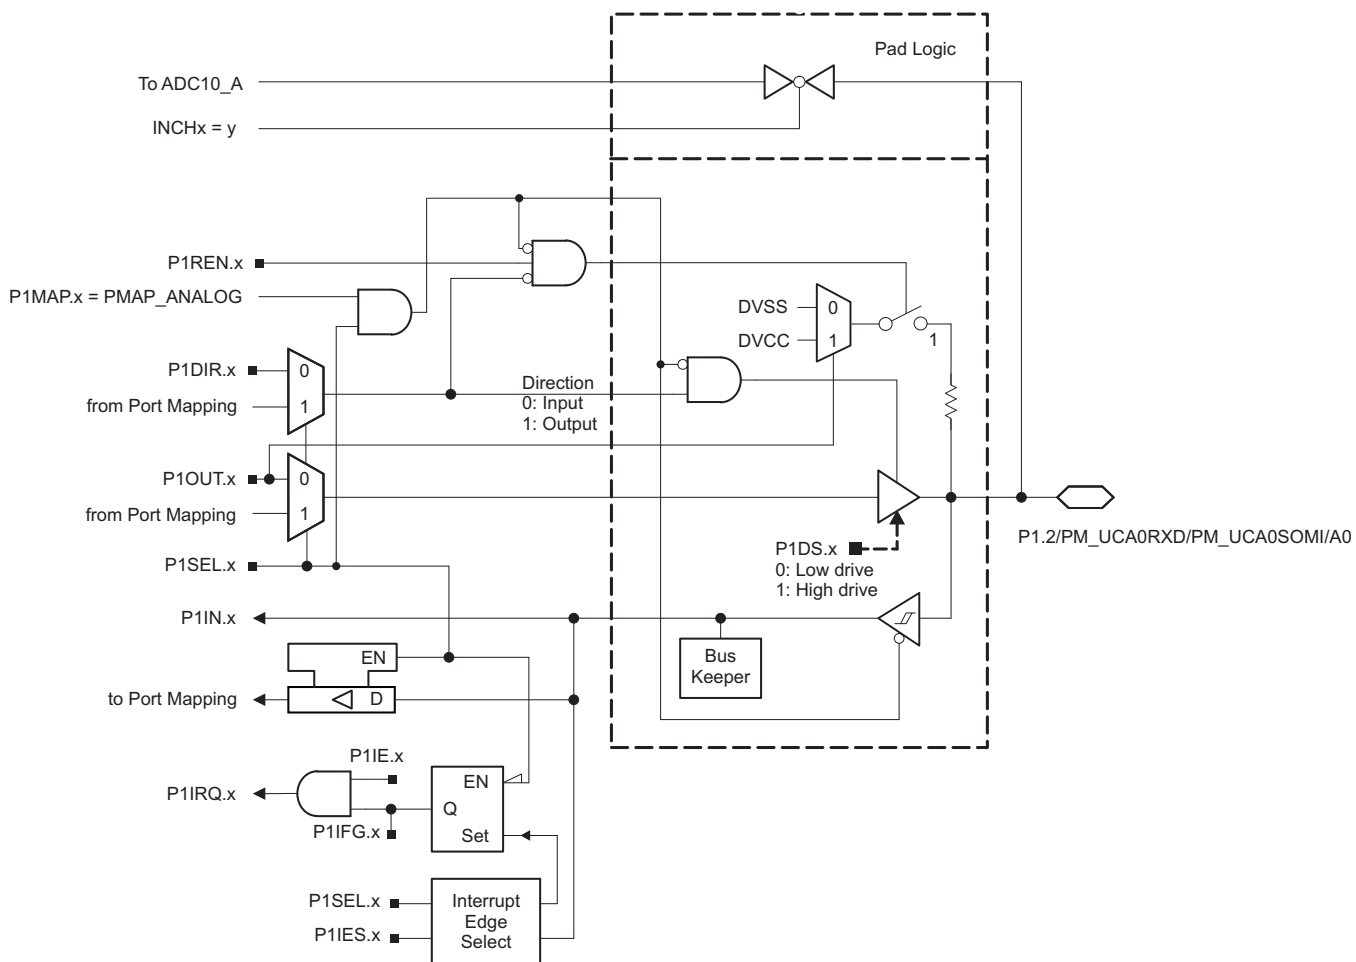 Pad Logic
To ADC10_A
INCHx = y
P1REN.x
P1MAP.x = PMAP_ANALOG
DVSS
0
DVCC
1
1
P1DIR.x
0
from Port Mapping
1
Direction
0: Input
1: Output
P1OUT.x
0
from Port Mapping
1
P1SEL.x
P1DS.x
0: Low drive
1: High drive
P1.2/PM_UCA0RXD/PM_UCA0SOMI/A0
P1IN.x
Bus
Keeper
EN
to Port Mapping
D
P1IE.x
P1IRQ.x
EN
Q
P1IFG.x
Set
P1SEL.x
P1IES.x
Interrupt
Edge
Select